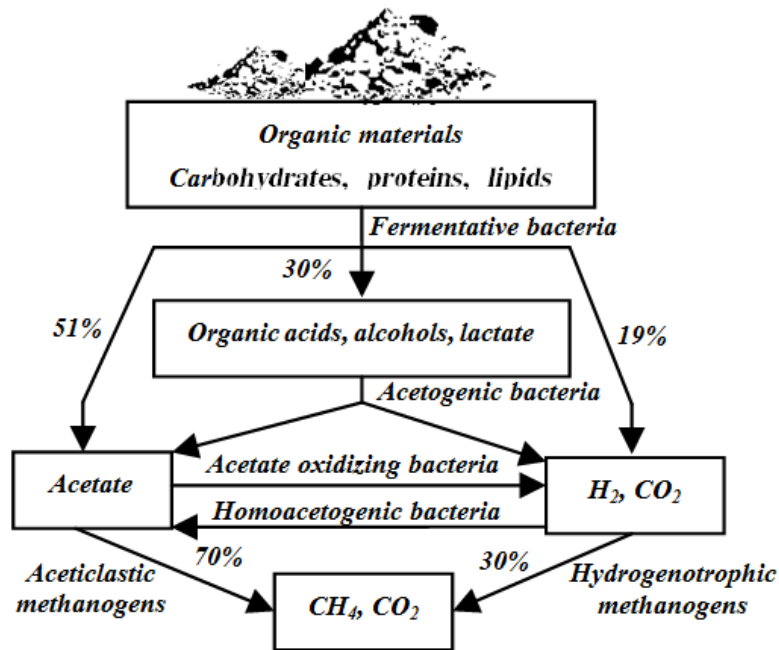 Organic materials
Carbohydrates, proteins, lipids
Fermentative bacteria
30%
51%
19%
Organic acids, alcohols, lactate
Acetogenic bacteria
Acetate
Acetate oxidizing bacteria
H₂, CO₂
Homoacetogenic bacteria
70%
30%
Aceticlastic
methanogens
CH₄, CO₂
Hydrogenotrophic
methanogens